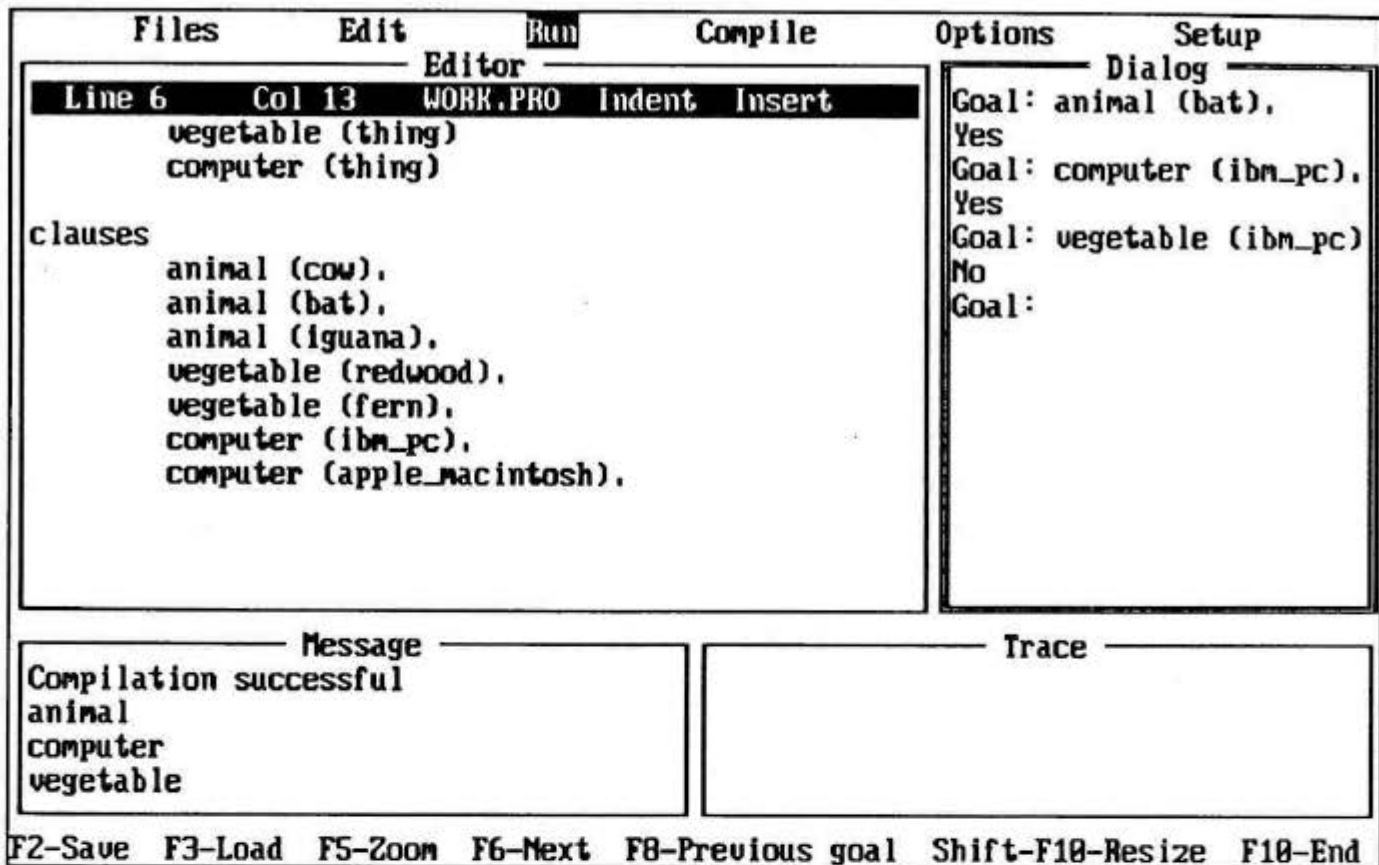 Files Edit Run Compile Options Setup
Editor
Line 6 Col 13 WORK.PRO Indent Insert
vegetable (thing)
computer (thing)
clauses
animal (cow).
animal (bat).
animal (iguana).
vegetable (redwood).
vegetable (fern).
computer (ibm_pc).
computer (apple_macintosh).
Dialog
Goal: animal (bat).
Yes
Goal: computer (ibm_pc).
Yes
Goal: vegetable (ibm_pc)
No
Goal:
Message
Compilation successful
animal
computer
vegetable
Trace
F2-Save F3-Load F5-Zoom F6-Next F8-Previous goal Shift-F10-Resize F10-End